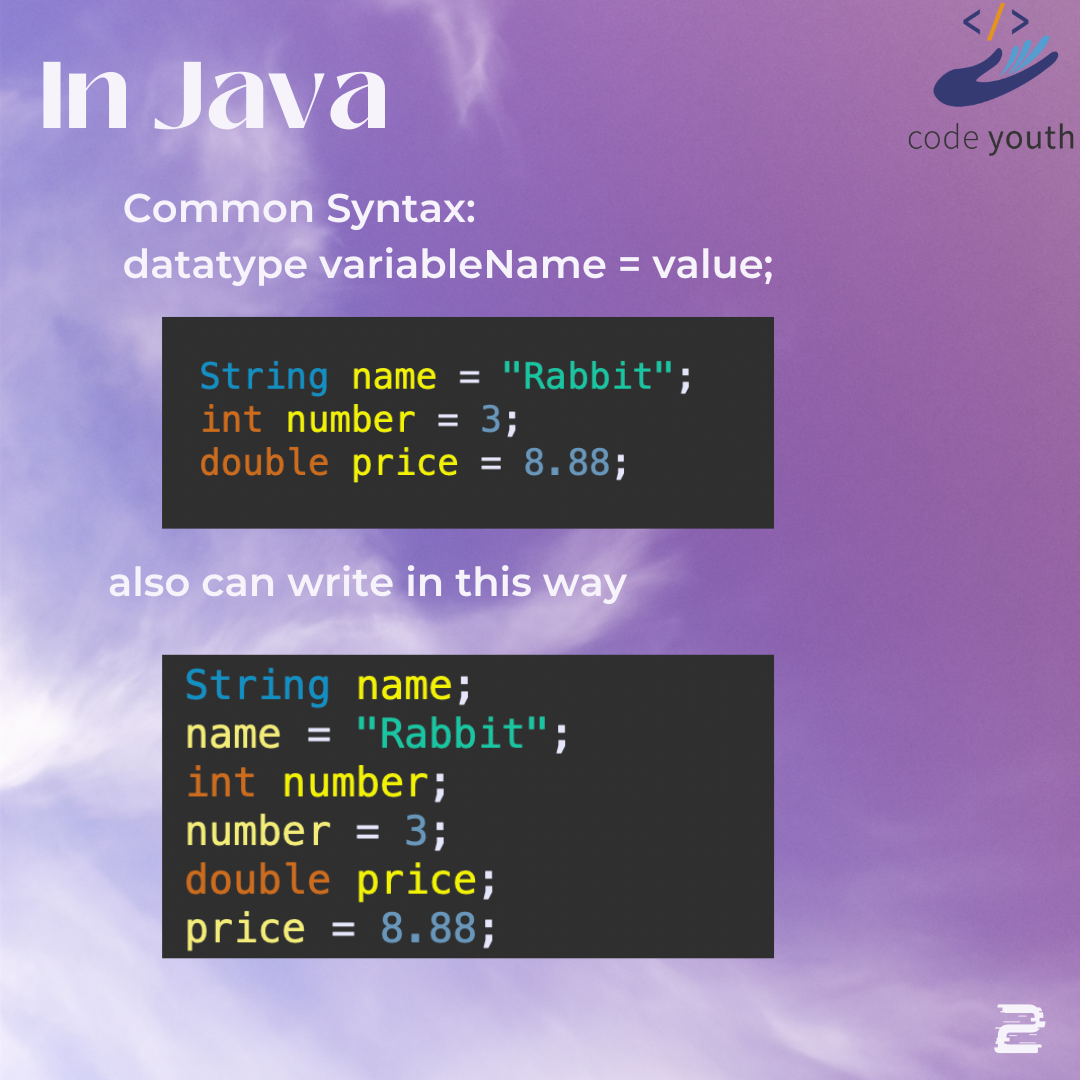 </>
code youth
In Java
Common Syntax:
datatype variableName = value;
String name = "Rabbit";
int number = 3;
double price = 8.88;
also can write in this way
String name;
name = "Rabbit";
int number;
number = 3;
double price;
price = 8.88;
2